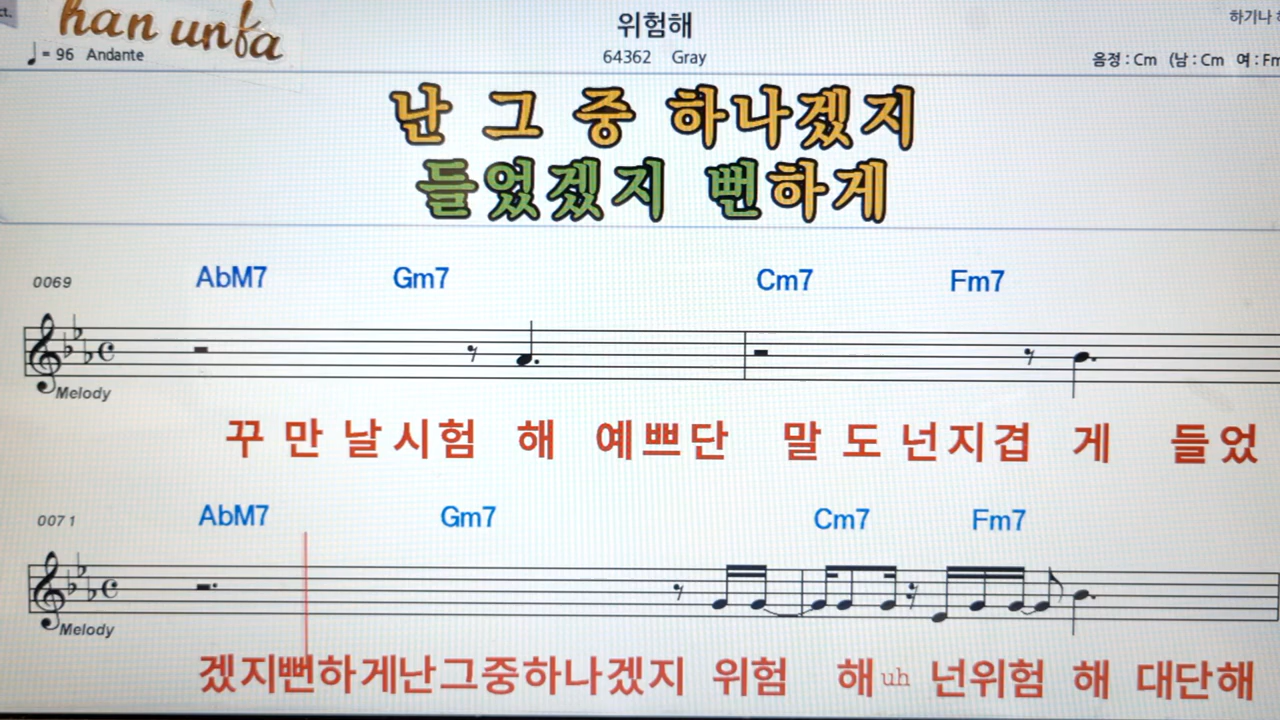 han unfa
♩= 96 Andante
위험해
64362 Gray
하기나
음정 : Cm (남 : Cm 여 : Fm
난 그 중 하나겠지
들었겠지 뻔하게
0069 AbM7 Gm7 Cm7 Fm7
Melody
꾸 만 날 시 험 해 예쁘단 말 도 넌지겹 게 들었
0071 AbM7 Gm7 Cm7 Fm7
Melody
겠지뻔하게난그중하나겠지 위험 해 uh 넌위험 해 대단해